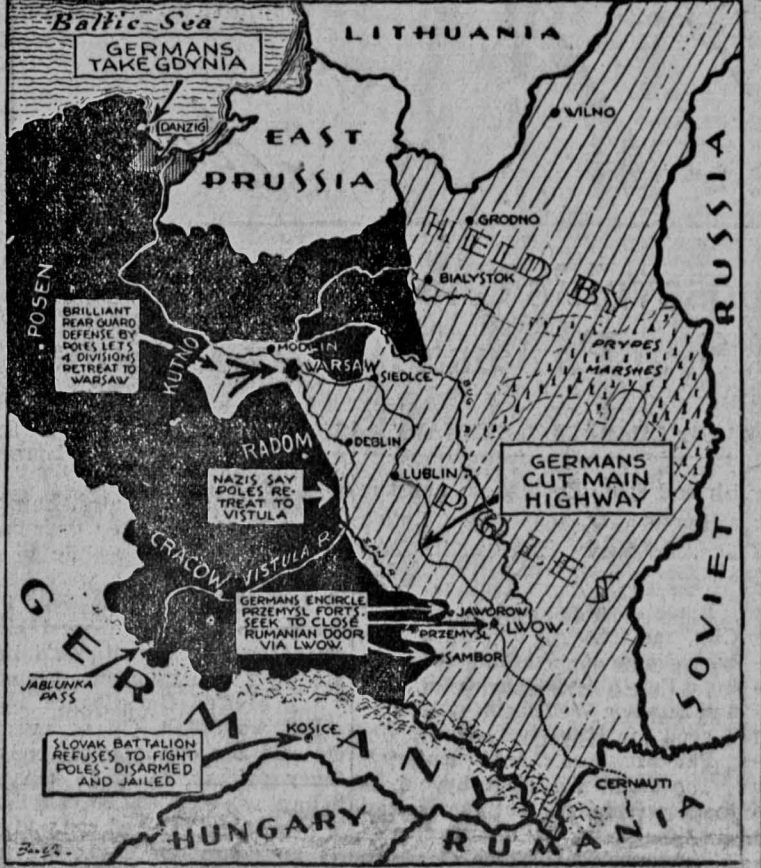 Baltic Sea
GERMANS
TAKE GDYNIA
DANZIG
LITHUANIA
EAST
PRUSSIA
WILNO
RUSSIA
GRODNO
HELD BY
BIALYSTOK
POSEN
BRILLIANT
REAR GUARD
DEFENSE BY
POLES LETS
4 DIVISIONS
RETREAT TO
WARSAW
KUTNO
MODLIN
WARSAW
SIEDLCE
BUG
PRYPES
MARSHES
RADOM
DEBLIN
LUBLIN
GERMANS
CUT MAIN
HIGHWAY
NAZIS SAY
POLES RE-
TREAT TO
VISTULA
POLES
CRACOW
VISTULA R.
SAN R.
GERMANS ENCIRCLE
PRZEMYSL FORTS.
SEEK TO CLOSE
RUMANIAN DOOR
VIA LWOW.
JAWOROW
PRZEMYSL
LWOW
SAMBOR
SOVIET
GERMANY
JABLUNKA
PASS
SLOVAK BATTALION
REFUSES TO FIGHT
POLES - DISARMED
AND JAILED
KOSICE
CERNAUTI
HUNGARY
RUMANIA